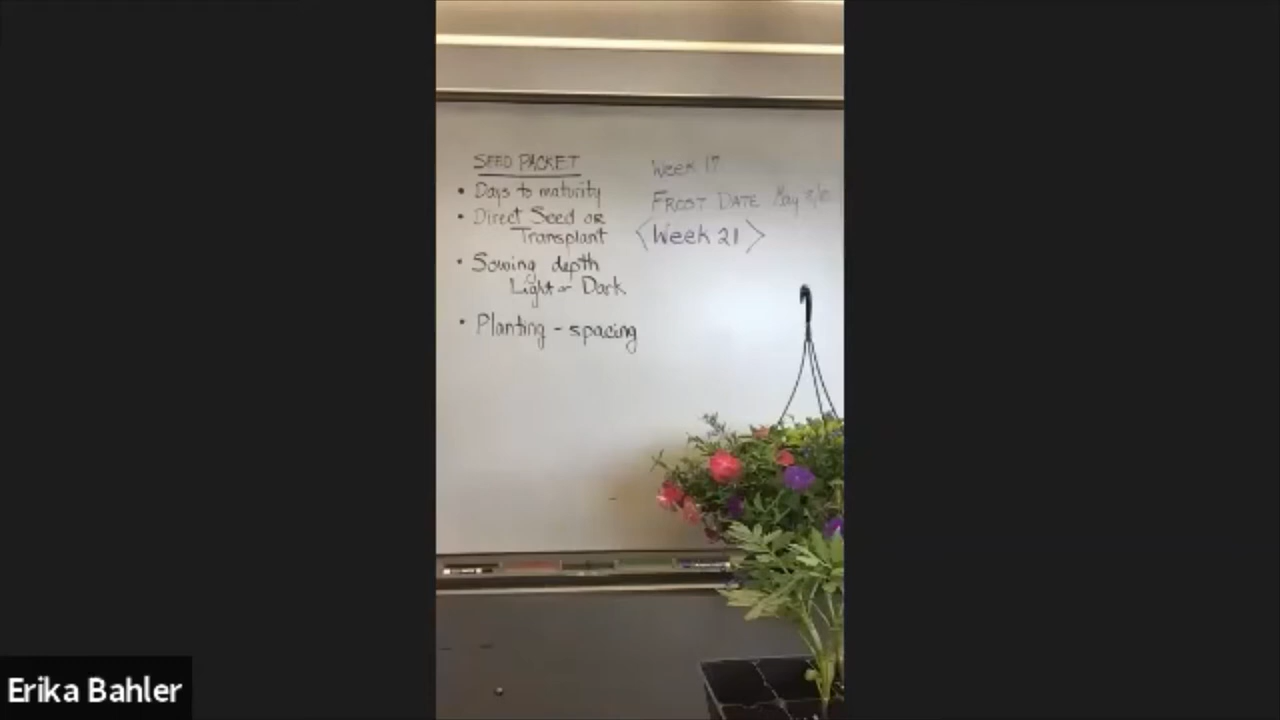 SEED PACKET
• Days to maturity
• Direct Seed or
Transplant
• Sowing depth
Light or Dark
• Planting - spacing
Week 17
FROST DATE May
<Week 21>
Erika Bahler